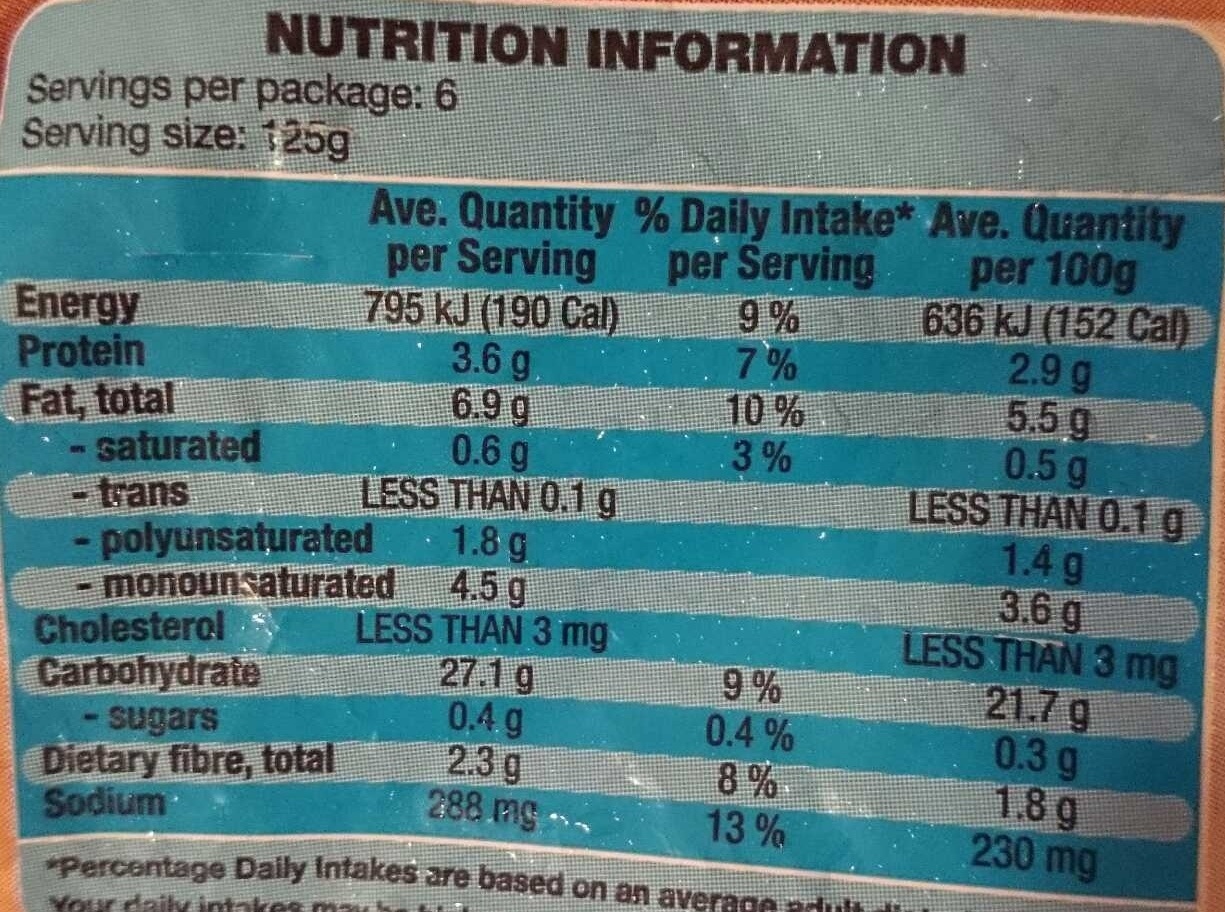 NUTRITION INFORMATION
Servings per package: 6
Serving size: 125g
Ave. Quantity % Daily Intake* Ave. Quantity
per Serving per Serving per 100g
Energy 795 kJ (190 Cal) 9 % 636 kJ (152 Cal)
Protein 3.6 g 7 % 2.9 g
Fat, total 6.9 g 10 % 5.5 g
- saturated 0.6 g 3 % 0.5 g
- trans LESS THAN 0.1 g LESS THAN 0.1 g
- polyunsaturated 1.8 g 1.4 g
- monounsaturated 4.5 g 3.6 g
Cholesterol LESS THAN 3 mg LESS THAN 3 mg
Carbohydrate 27.1 g 9 % 21.7 g
- sugars 0.4 g 0.4 % 0.3 g
Dietary fibre, total 2.3 g 8 % 1.8 g
Sodium 288 mg 13 % 230 mg
*Percentage Daily Intakes are based on an average adult
Your daily intakes may